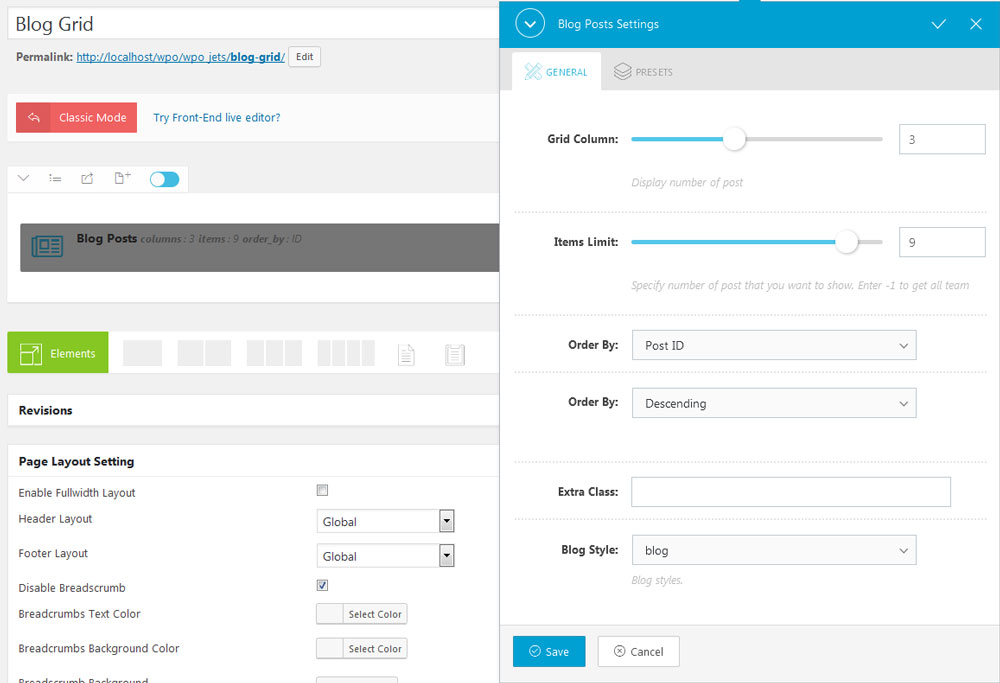 Blog Grid
Permalink: http://localhost/wpo/wpo_jets/blog-grid/ Edit
Classic Mode Try Front-End live editor?
Blog Posts columns : 3 items : 9 order_by : ID
Elements
Revisions
Page Layout Setting
Enable Fullwidth Layout
Header Layout Global
Footer Layout Global
Disable Breadscrumb
Breadcrumbs Text Color Select Color
Breadcrumbs Background Color Select Color
Breadcrumb Background
Blog Posts Settings
GENERAL PRESETS
Grid Column: 3
Display number of post
Items Limit: 9
Specify number of post that you want to show. Enter -1 to get all team
Order By: Post ID
Order By: Descending
Extra Class:
Blog Style: blog
Blog styles.
Save Cancel